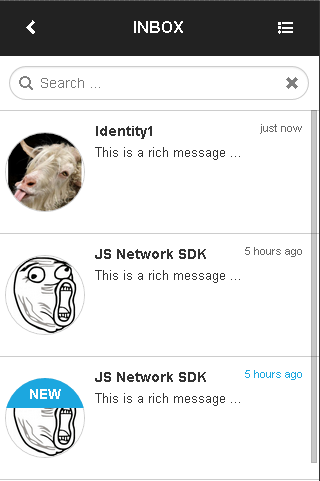 INBOX
Search ...
Identity1
just now
This is a rich message ...
JS Network SDK
5 hours ago
This is a rich message ...
NEW
JS Network SDK
5 hours ago
This is a rich message ...